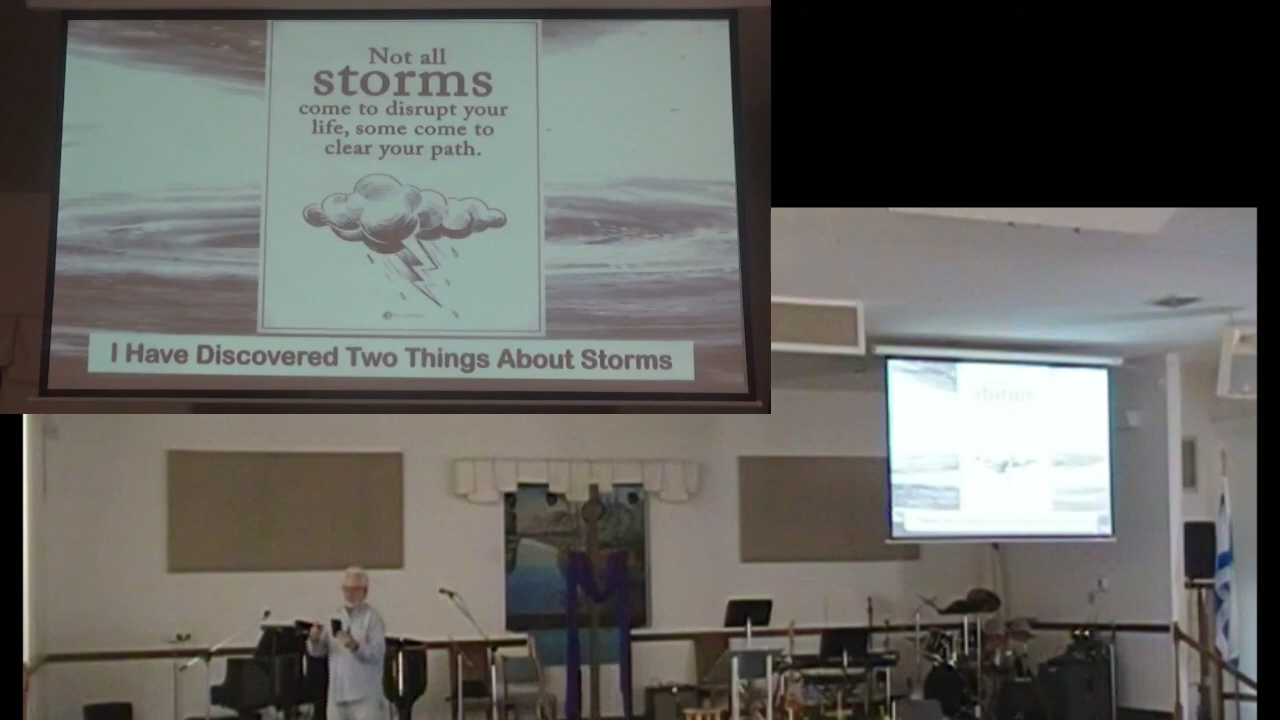 Not all
storms
come to disrupt your
life, some come to
clear your path.
I Have Discovered Two Things About Storms
storms